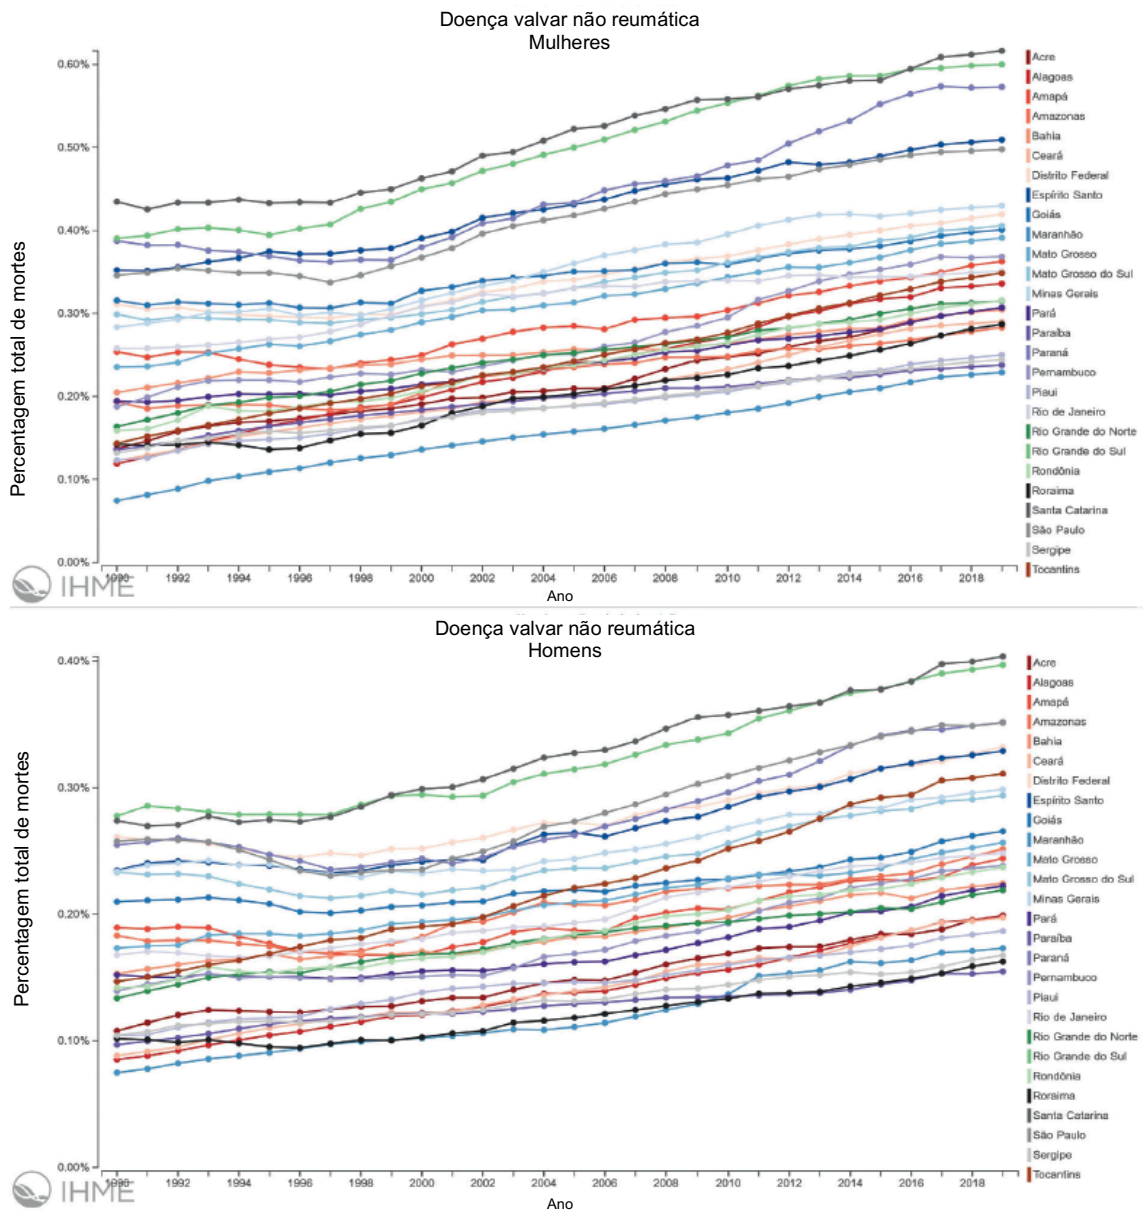 Doença valvar não reumática
Mulheres
Percentagem total de mortes
0.60%
0.50%
0.40%
0.30%
0.20%
0.10%
0.00%
1990 1992 1994 1996 1998 2000 2002 2004 2006 2008 2010 2012 2014 2016 2018
Ano
IHME
Acre
Alagoas
Amapá
Amazonas
Bahia
Ceará
Distrito Federal
Espírito Santo
Goiás
Maranhão
Mato Grosso
Mato Grosso do Sul
Minas Gerais
Pará
Paraíba
Paraná
Pernambuco
Piauí
Rio de Janeiro
Rio Grande do Norte
Rio Grande do Sul
Rondônia
Roraima
Santa Catarina
São Paulo
Sergipe
Tocantins
Doença valvar não reumática
Homens
Percentagem total de mortes
0.40%
0.30%
0.20%
0.10%
0.00%
1990 1992 1994 1996 1998 2000 2002 2004 2006 2008 2010 2012 2014 2016 2018
Ano
IHME
Acre
Alagoas
Amapá
Amazonas
Bahia
Ceará
Distrito Federal
Espírito Santo
Goiás
Maranhão
Mato Grosso
Mato Grosso do Sul
Minas Gerais
Pará
Paraíba
Paraná
Pernambuco
Piauí
Rio de Janeiro
Rio Grande do Norte
Rio Grande do Sul
Rondônia
Roraima
Santa Catarina
São Paulo
Sergipe
Tocantins